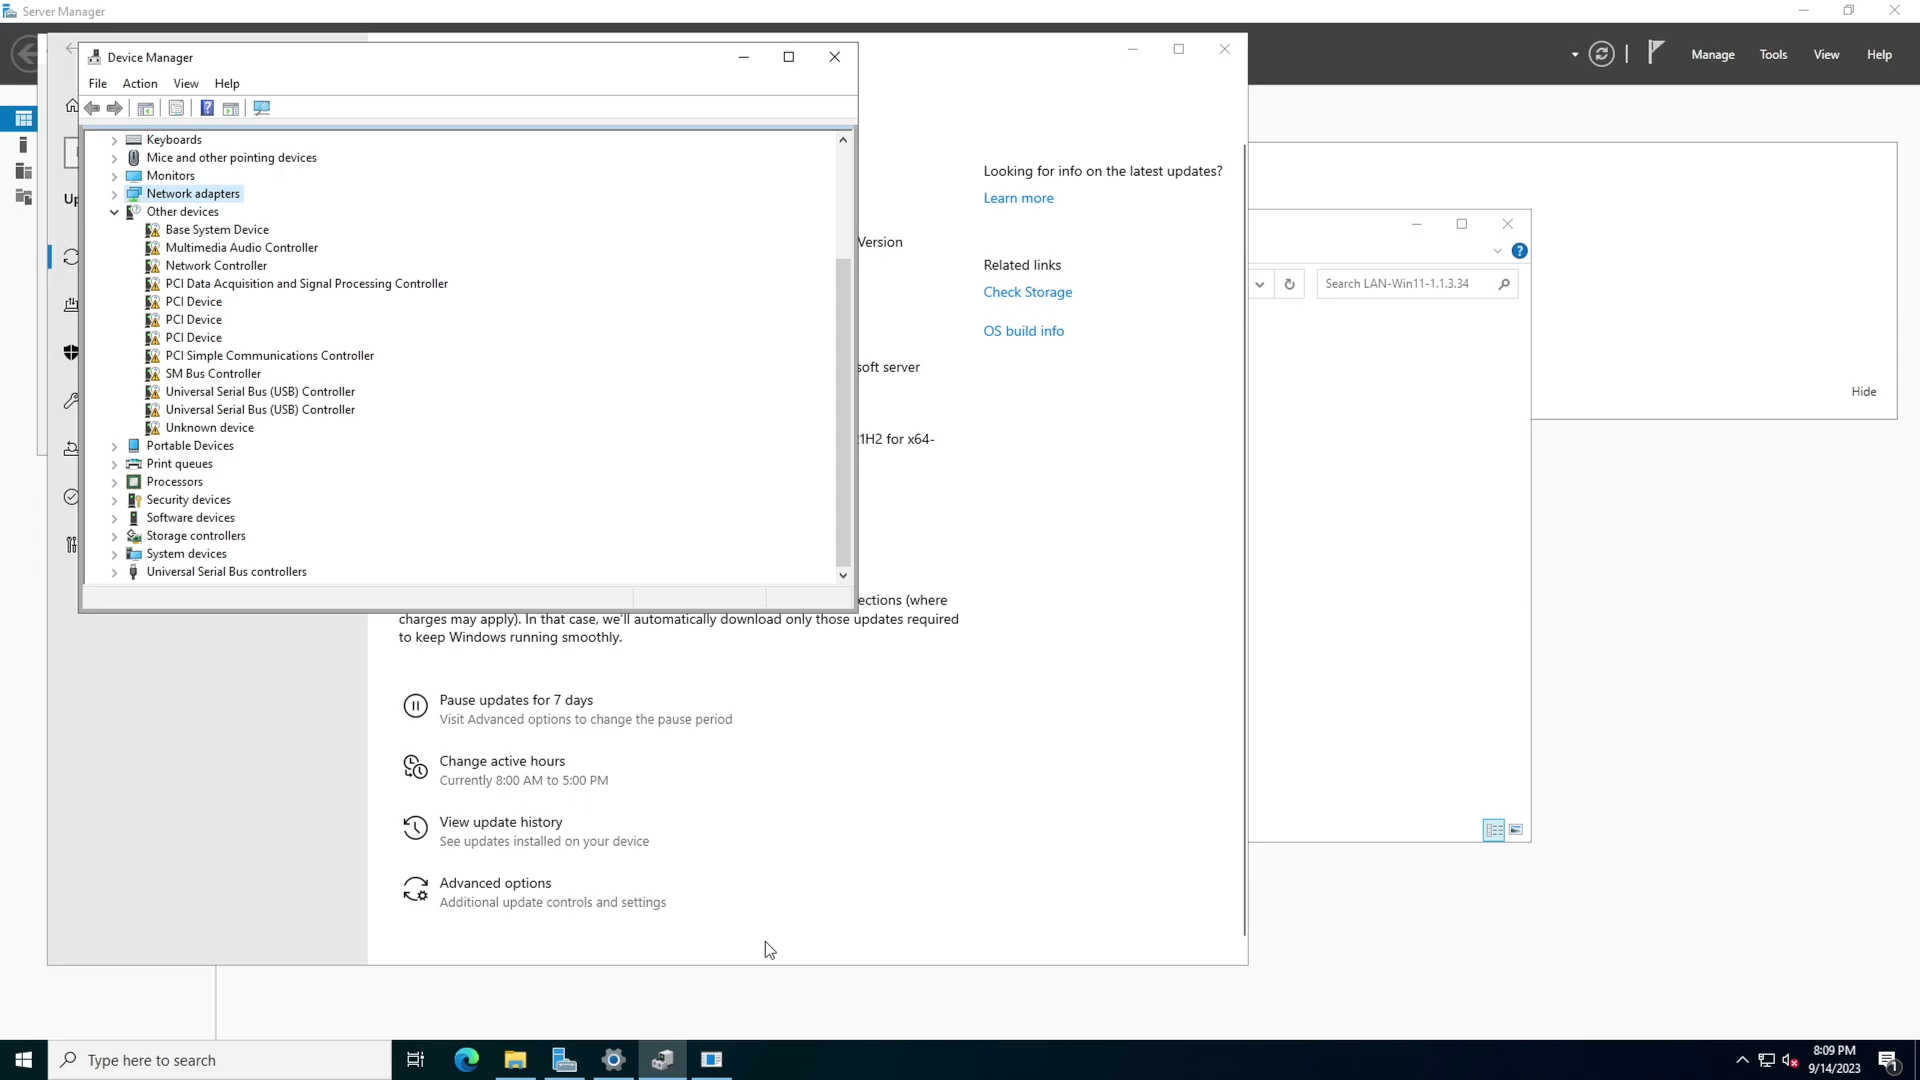 Server Manager
Manage
Tools
View
Help
Device Manager
File
Action
View
Help
Keyboards
Mice and other pointing devices
Monitors
Network adapters
Other devices
Base System Device
Multimedia Audio Controller
Network Controller
PCI Data Acquisition and Signal Processing Controller
PCI Device
PCI Device
PCI Device
PCI Simple Communications Controller
SM Bus Controller
Universal Serial Bus (USB) Controller
Universal Serial Bus (USB) Controller
Unknown device
Portable Devices
Print queues
Processors
Security devices
Software devices
Storage controllers
System devices
Universal Serial Bus controllers
Up
Version
soft server
1H2 for x64-
ections (where
charges may apply). In that case, we'll automatically download only those updates required
to keep Windows running smoothly.
Pause updates for 7 days
Visit Advanced options to change the pause period
Change active hours
Currently 8:00 AM to 5:00 PM
View update history
See updates installed on your device
Advanced options
Additional update controls and settings
Looking for info on the latest updates?
Learn more
Related links
Check Storage
OS build info
Search LAN-Win11-1.1.3.34
Hide
Type here to search
8:09 PM
9/14/2023
1